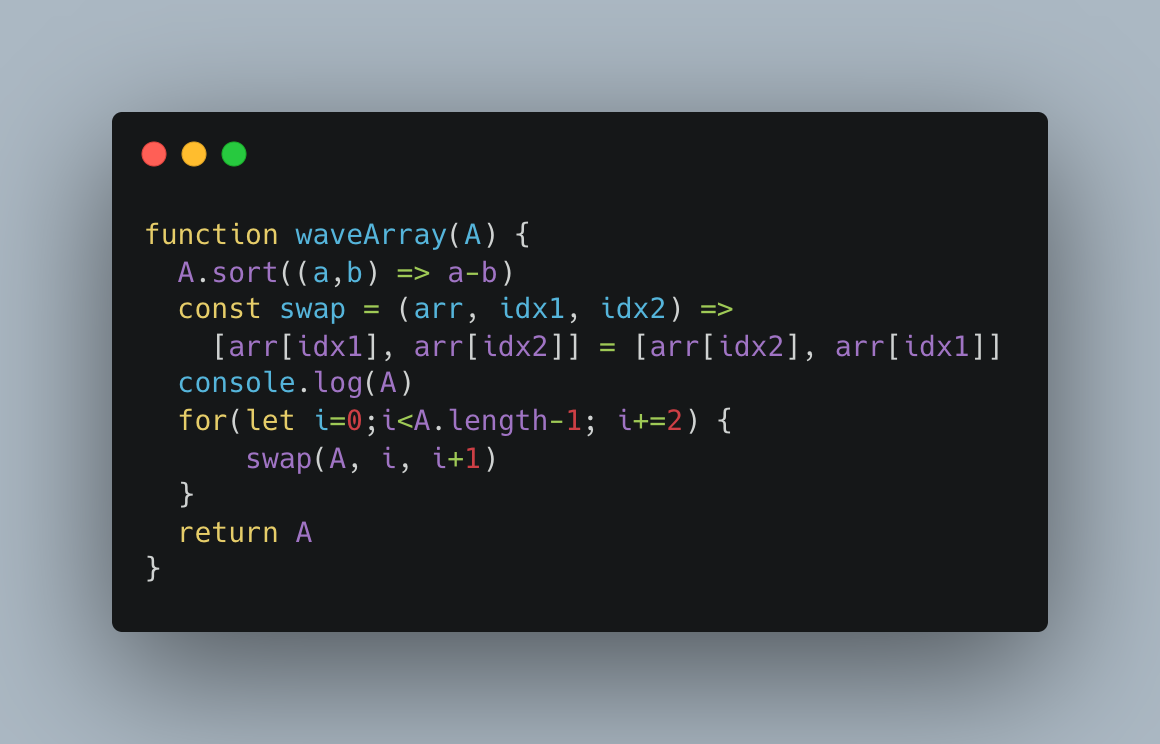 function waveArray(A) {
  A.sort((a,b) => a-b)
  const swap = (arr, idx1, idx2) =>
    [arr[idx1], arr[idx2]] = [arr[idx2], arr[idx1]]
  console.log(A)
  for(let i=0;i<A.length-1; i+=2) {
      swap(A, i, i+1)
  }
  return A
}